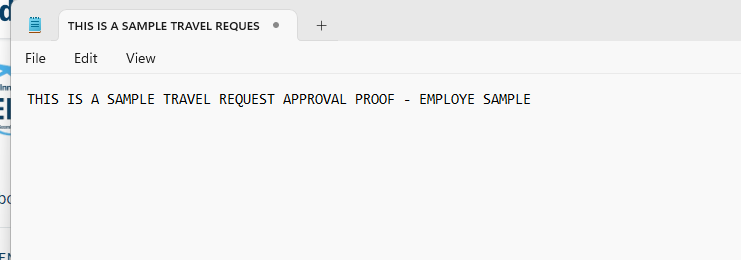 THIS IS A SAMPLE TRAVEL REQUES
File Edit View
THIS IS A SAMPLE TRAVEL REQUEST APPROVAL PROOF - EMPLOYE SAMPLE